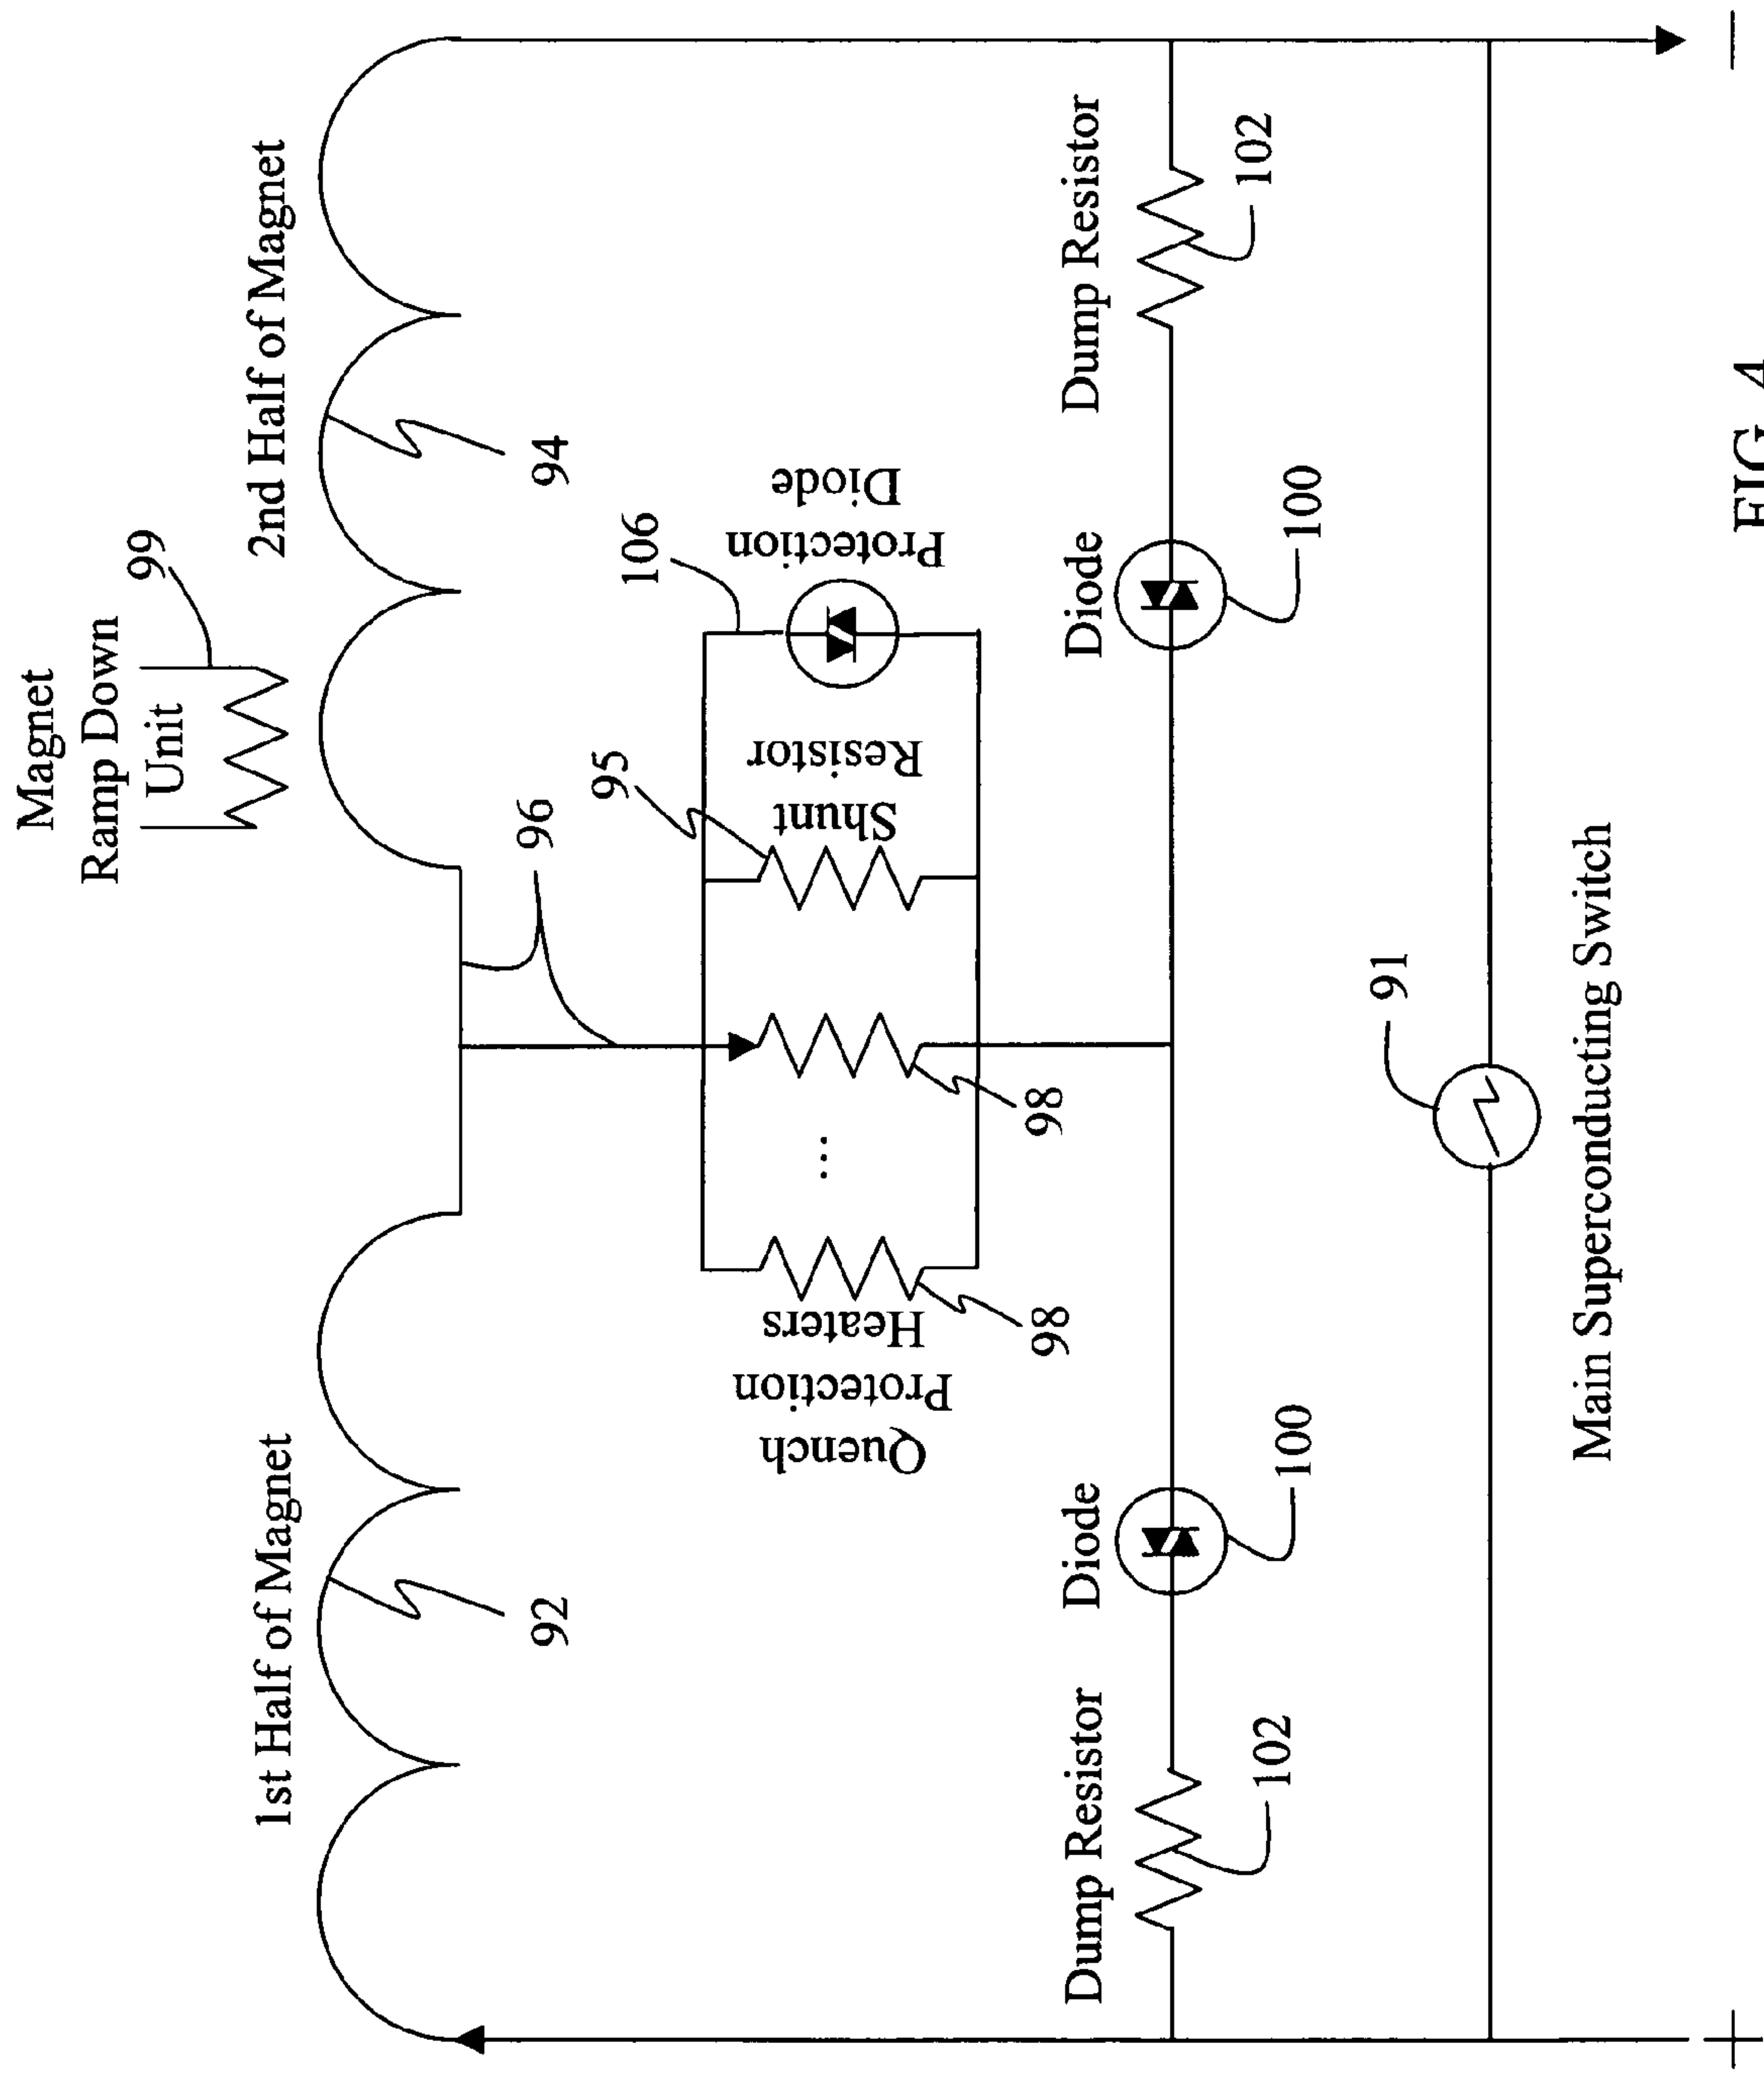 Magnet
Ramp Down
Unit
99
1st Half of Magnet
2nd Half of Magnet
92
94
96
Quench
Protection
Heaters
98
...
98
Shunt
Resistor
95
Protection
Diode
106
Dump Resistor
102
Diode
100
Diode
100
Dump Resistor
102
91
Main Superconducting Switch
+
—
FIG 4